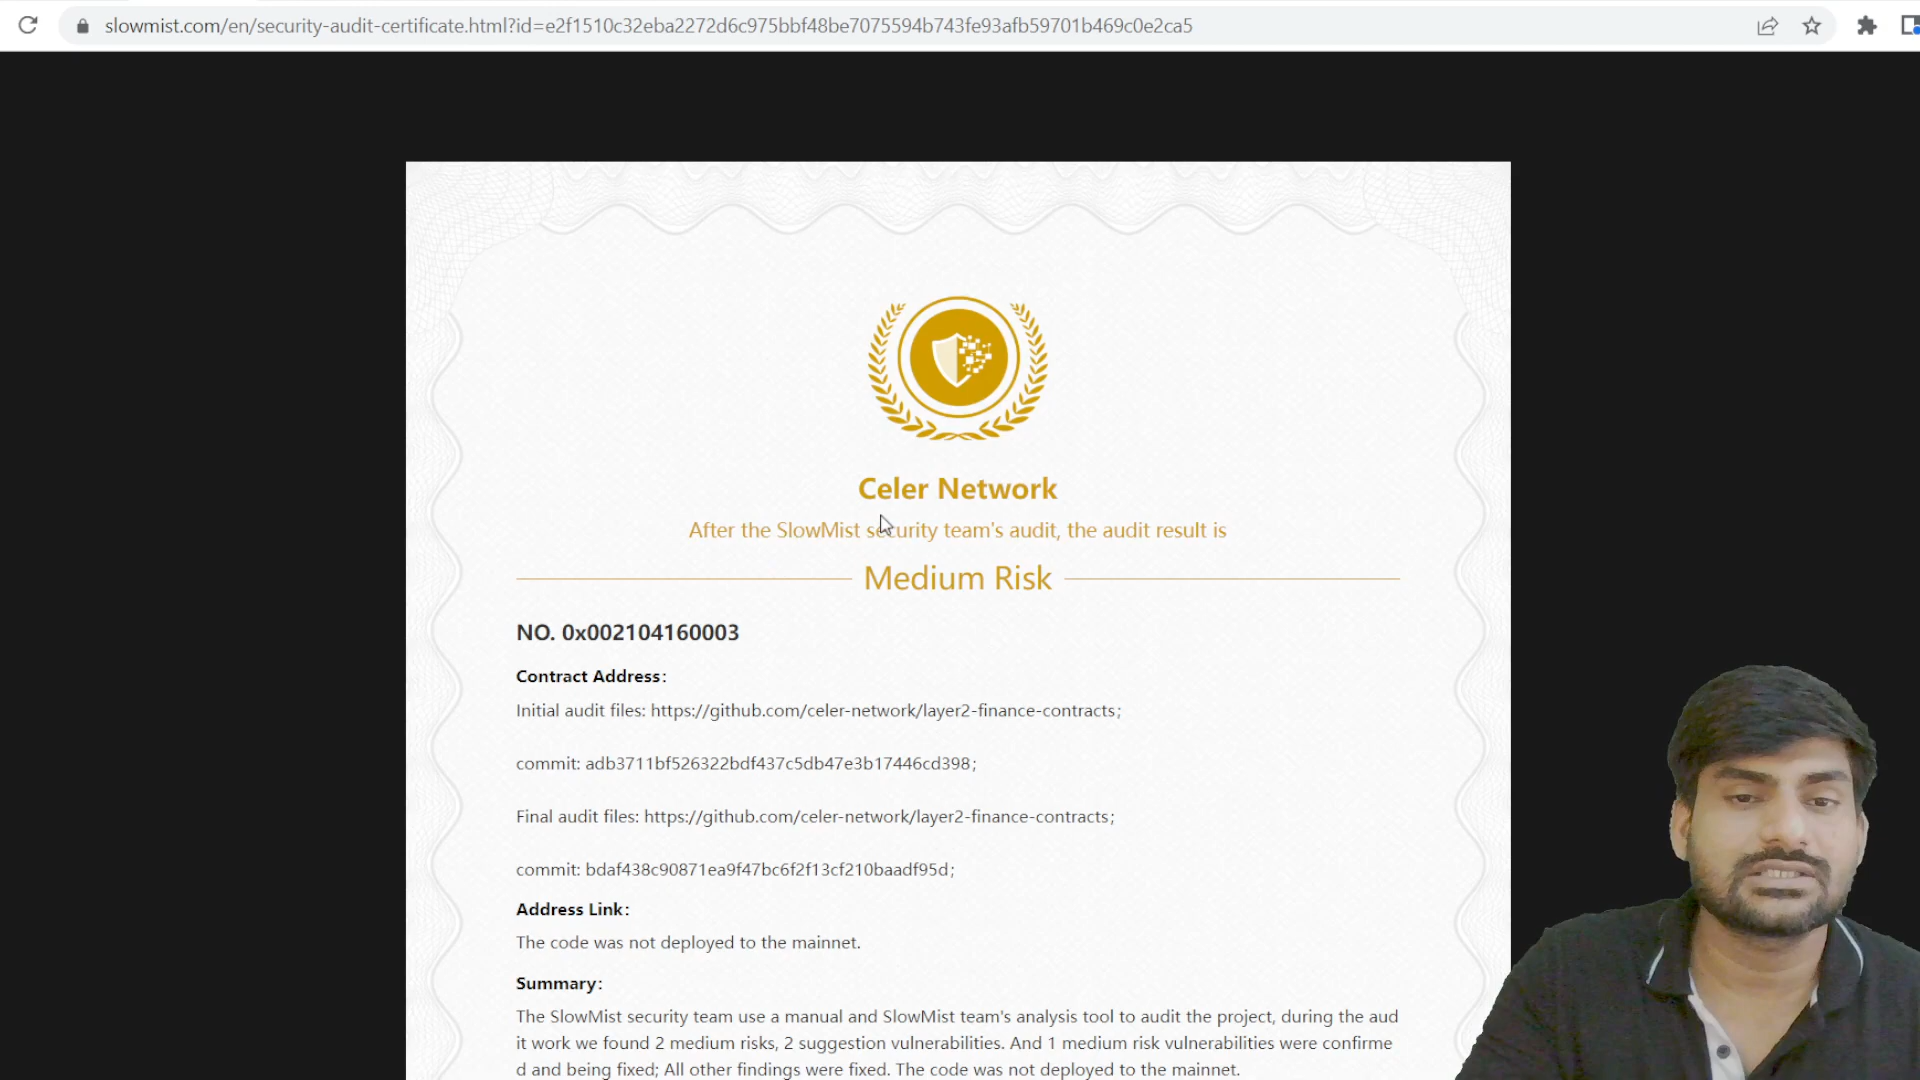 slowmist.com/en/security-audit-certificate.html?id=e2f1510c32eba2272d6c975bbf48be7075594b743fe93afb59701b469c0e2ca5
Celer Network
After the SlowMist security team's audit, the audit result is
Medium Risk
NO. 0x002104160003
Contract Address:
Initial audit files: https://github.com/celer-network/layer2-finance-contracts;
commit: adb3711bf526322bdf437c5db47e3b17446cd398;
Final audit files: https://github.com/celer-network/layer2-finance-contracts;
commit: bdaf438c90871ea9f47bc6f2f13cf210baadf95d;
Address Link:
The code was not deployed to the mainnet.
Summary:
The SlowMist security team use a manual and SlowMist team's analysis tool to audit the project, during the aud
it work we found 2 medium risks, 2 suggestion vulnerabilities. And 1 medium risk vulnerabilities were confirme
d and being fixed; All other findings were fixed. The code was not deployed to the mainnet.